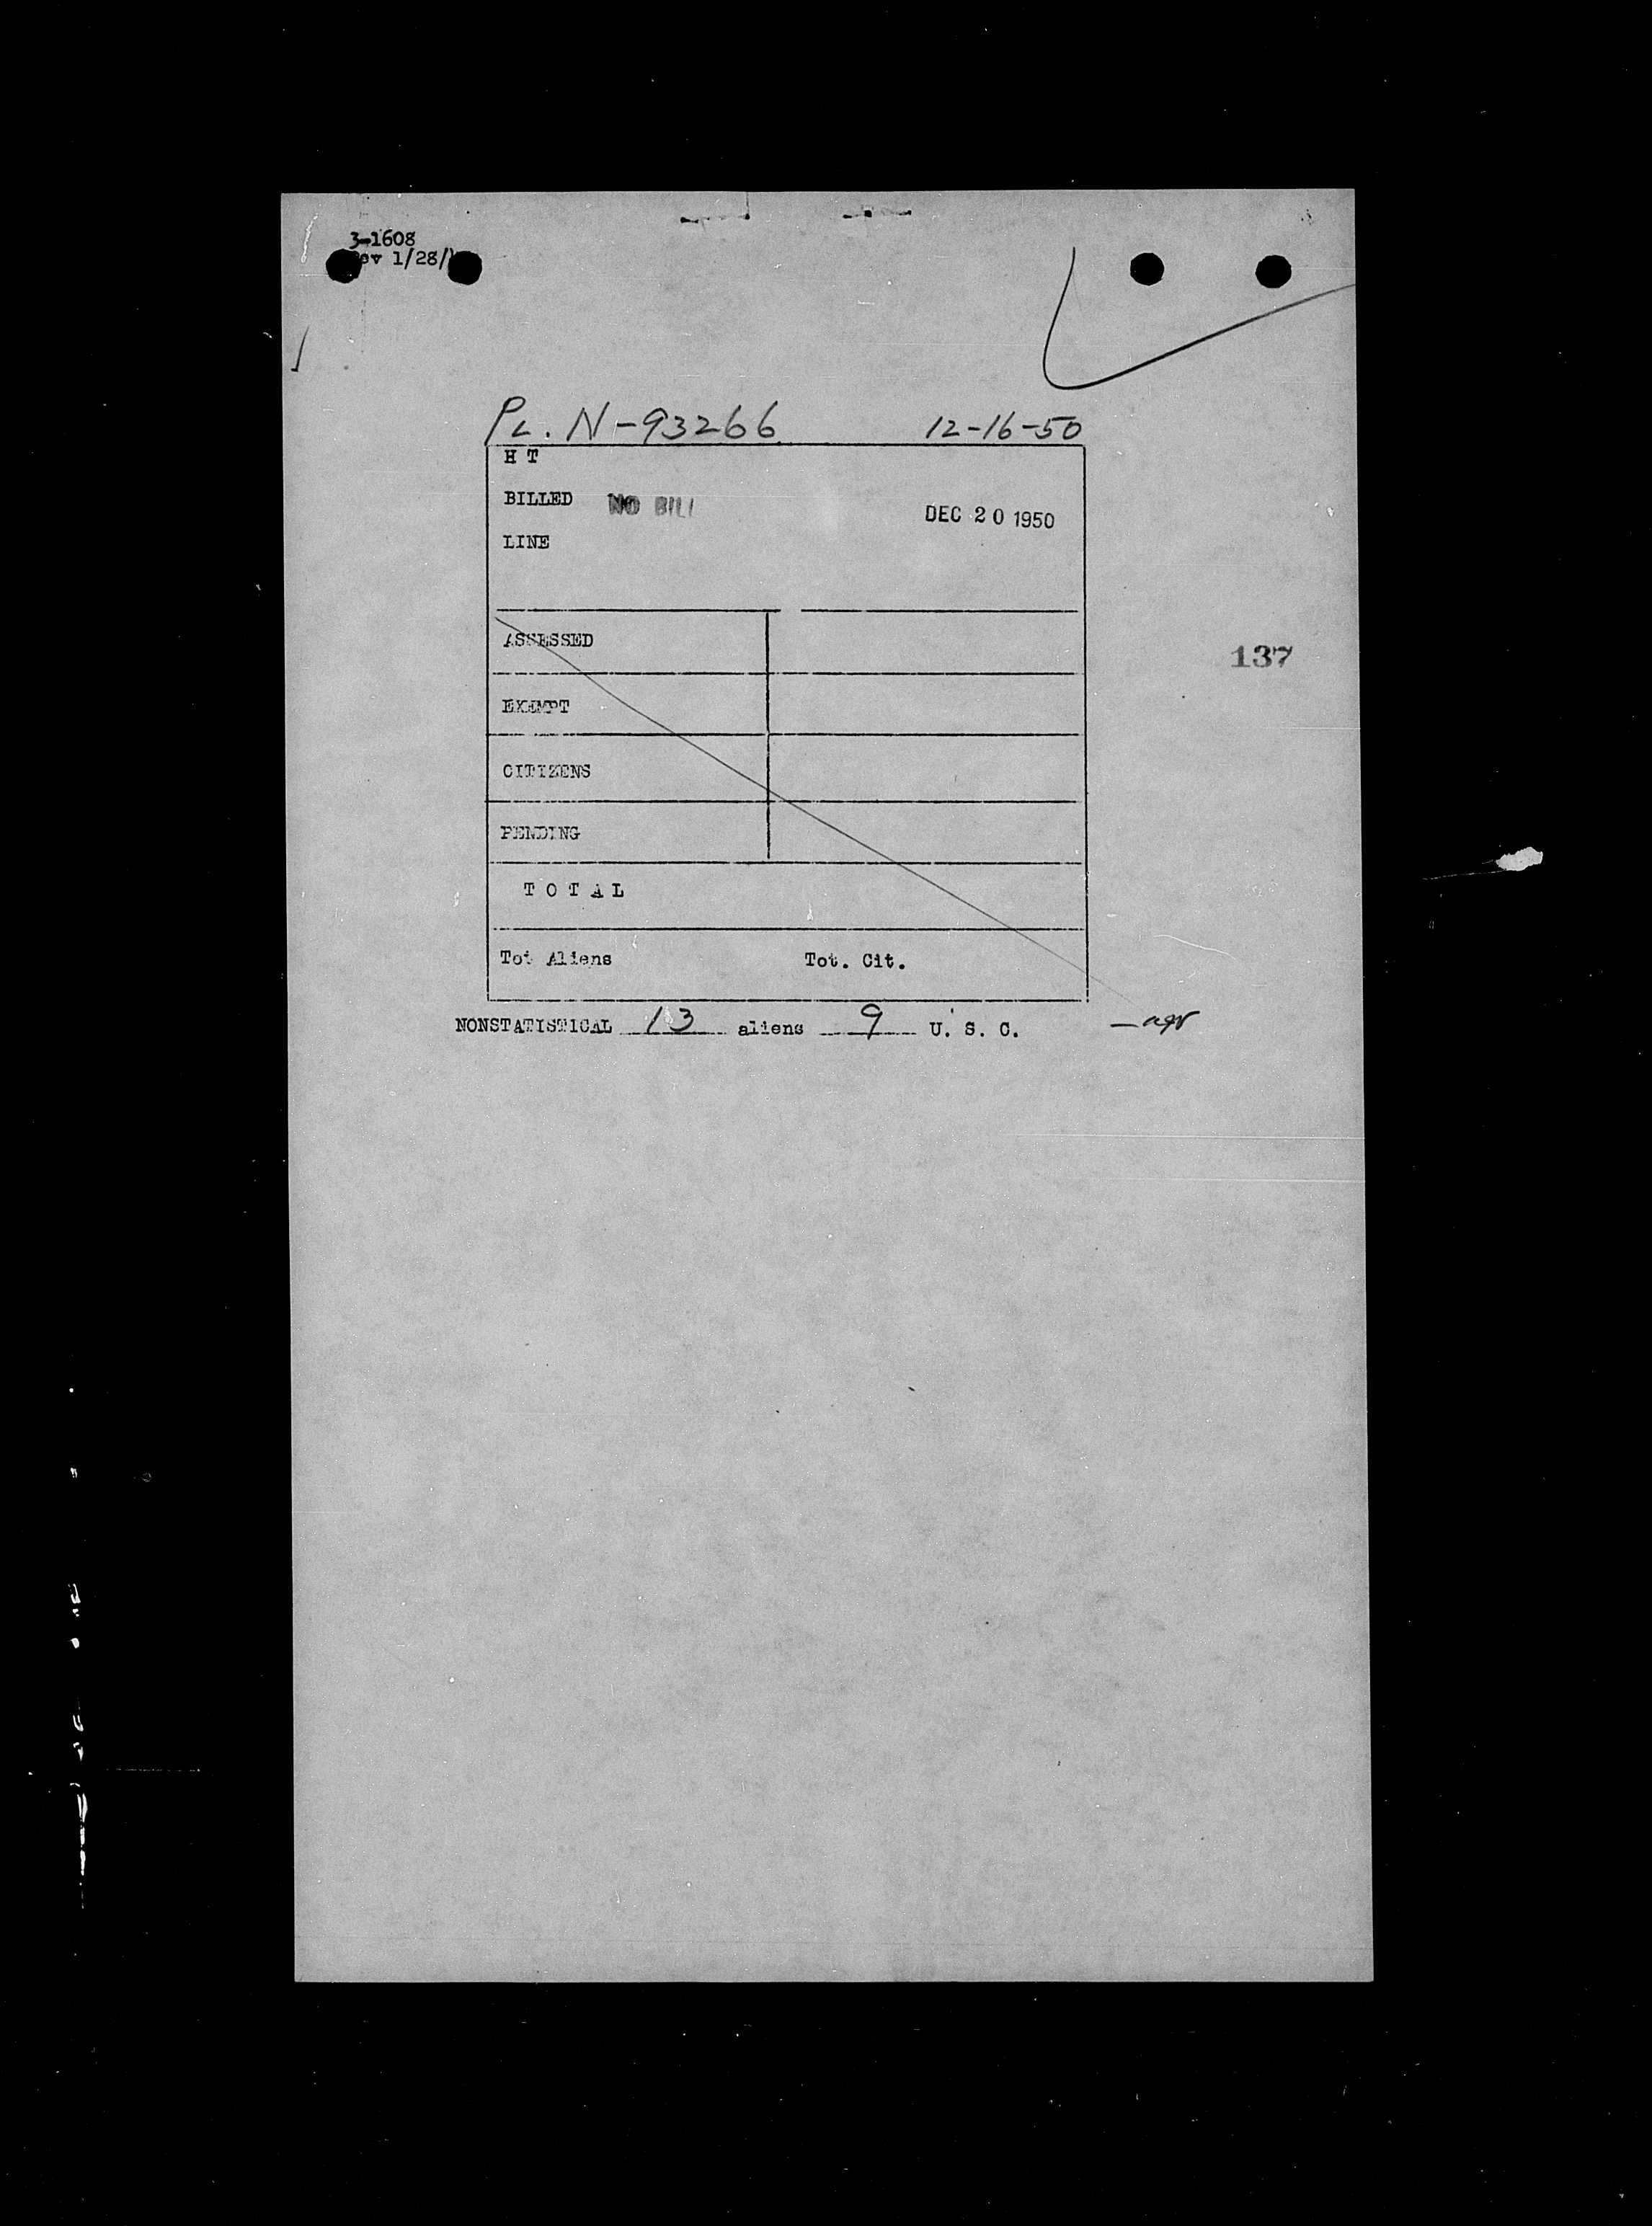 3-1608
Rev 1/28/
PL. N-93266 12-16-50
H T
BILLED NO BILL DEC 20 1950
LINE
137
ASSESSED
EXEMPT
CITIZENS
PENDING
T O T A L
Tot Aliens Tot. Cit.
NONSTATISTICAL 13 aliens 9 U. S. C.